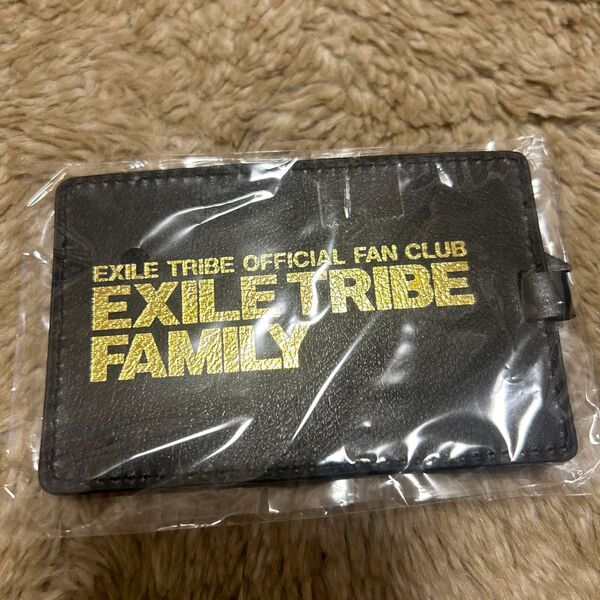 EXILE TRIBE OFFICIAL FAN CLUB
EXILE TRIBE
FAMILY